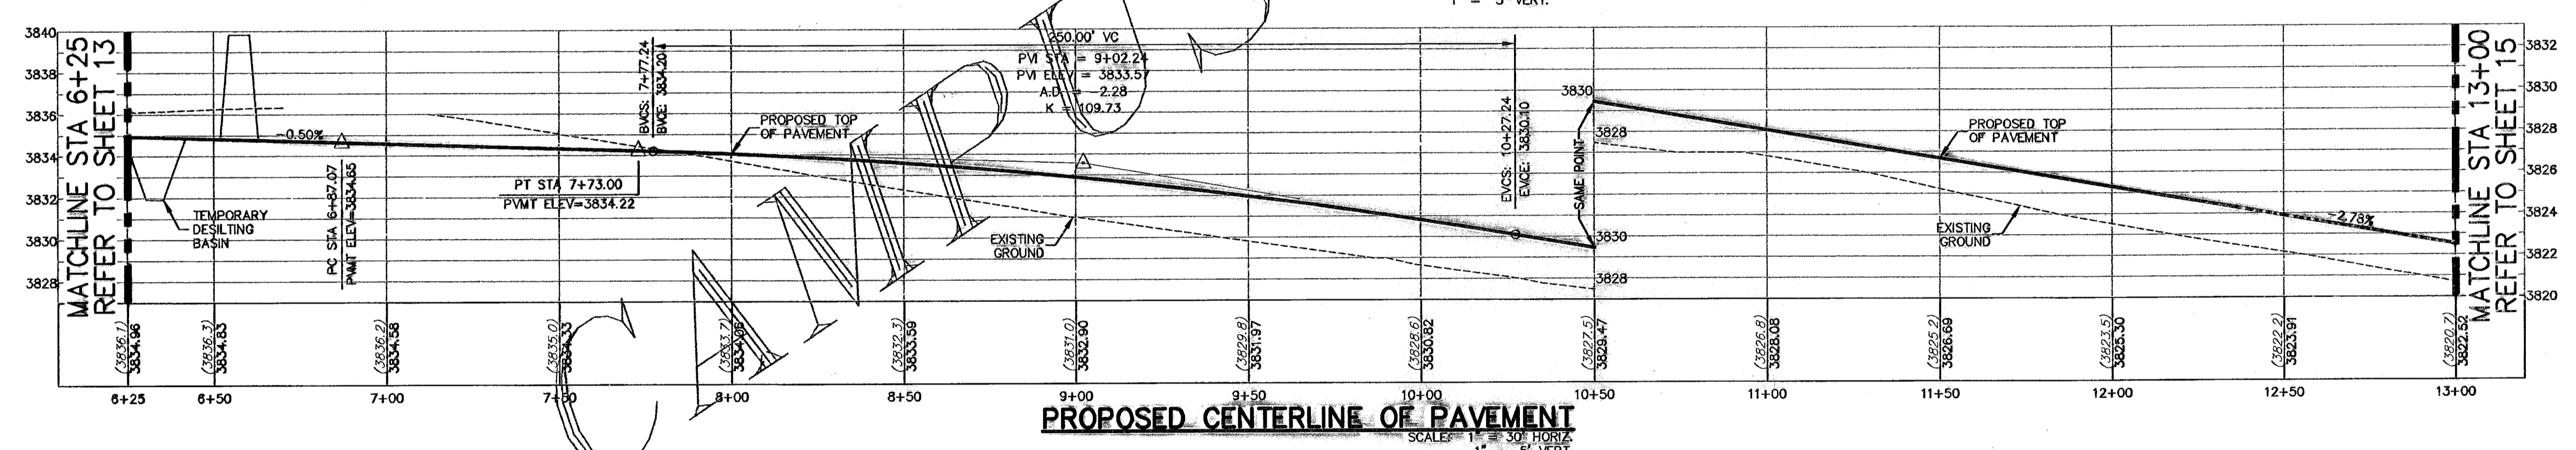 1" = 5' VERT.
3840
3838
3836
3834
3832
3830
3828
MATCHLINE STA 6+25
REFER TO SHEET 13
-0.50%
TEMPORARY
DESILTING
BASIN
PC STA 6+87.07
PVMT ELEV=3834.65
PT STA 7+73.00
PVMT ELEV=3834.22
BVCS: 7+77.24
BVCE: 3834.20
PROPOSED TOP
OF PAVEMENT
250.00' VC
PVI STA = 9+02.24
PVI ELEV = 3833.57
A.D. = -2.28
K = 109.73
EXISTING
GROUND
EVCS: 10+27.24
EVCE: 3830.10
SAME POINT
3830
3828
3830
3828
PROPOSED TOP
OF PAVEMENT
EXISTING
GROUND
-2.78%
MATCHLINE STA 13+00
REFER TO SHEET 15
3832
3830
3828
3826
3824
3822
3820
(3836.1) 3834.96
(3836.3) 3834.83
(3836.2) 3834.58
(3835.0) 3834.33
(3833.7) 3834.06
(3832.3) 3833.59
(3831.0) 3832.90
(3829.8) 3831.97
(3828.6) 3830.82
(3827.5) 3829.47
(3826.8) 3828.08
(3825.2) 3826.69
(3823.5) 3825.30
(3822.2) 3823.91
(3820.7) 3822.52
6+25 6+50 7+00 7+50 8+00 8+50 9+00 9+50 10+00 10+50 11+00 11+50 12+00 12+50 13+00
PROPOSED CENTERLINE OF PAVEMENT
SCALE: 1" = 30' HORIZ.
1" = 5' VERT.